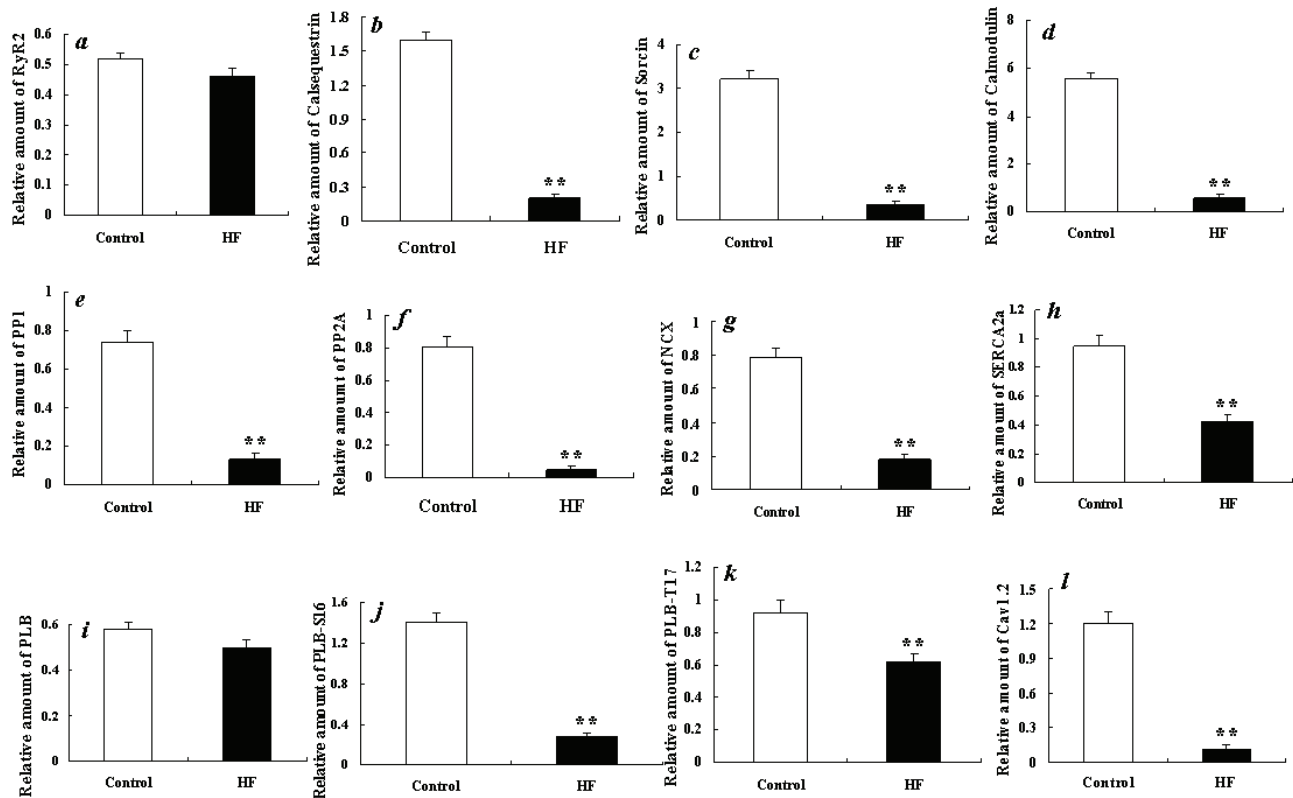 a
Relative amount of RyR2
0.6
0.5
0.4
0.3
0.2
0.1
0
Control HF
b
Relative amount of Calsequestrin
1.8
1.5
1.2
0.9
0.6
0.3
0
**
Control HF
c
Relative amount of Sorcin
4
3
2
1
0
**
Control HF
d
Relative amount of Calmodulin
8
6
4
2
0
**
Control HF
e
Relative amount of PP1
1
0.8
0.6
0.4
0.2
0
**
Control HF
f
Relative amoumt of PP2A
1
0.8
0.6
0.4
0.2
0
**
Control HF
g
Relative amount of NCX
1
0.8
0.6
0.4
0.2
0
**
Control HF
h
Relative amount of SERCA2a
1.2
1
0.8
0.6
0.4
0.2
0
**
Control HF
i
Relative amount of PLB
0.6
0.4
0.2
0
Control HF
j
Relative amount of PLB-S16
1.6
1.2
0.8
0.4
0
**
Control HF
k
Relative amount of PLB-T17
1.2
1
0.8
0.6
0.4
0.2
0
**
Control HF
l
Relative amount of Cav1.2
1.5
1.2
0.9
0.6
0.3
0
**
Control HF